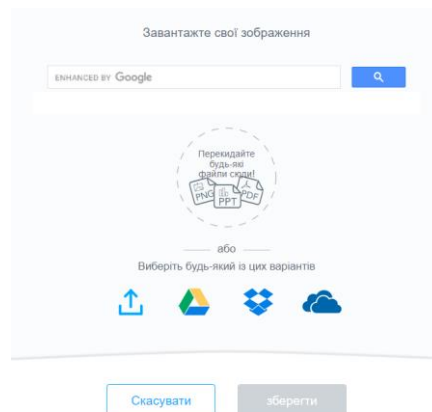 Завантажте свої зображення
ENHANCED BY Google
Перекидайте
будь-які
файли сюди!
PNG PPT PDF
або
Виберіть будь-який із цих варіантів
Скасувати зберегти